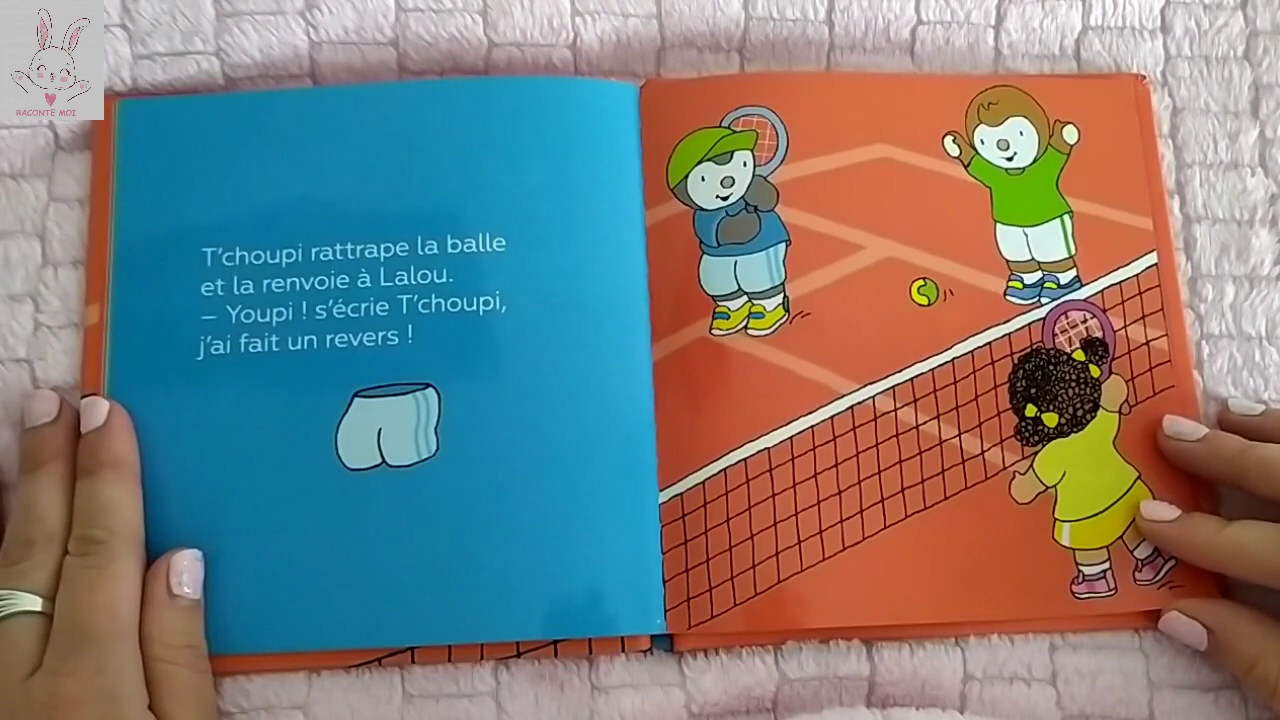 RACONTE MOI
T'choupi rattrape la balle
et la renvoie à Lalou.
– Youpi ! s'écrie T'choupi,
j'ai fait un revers !